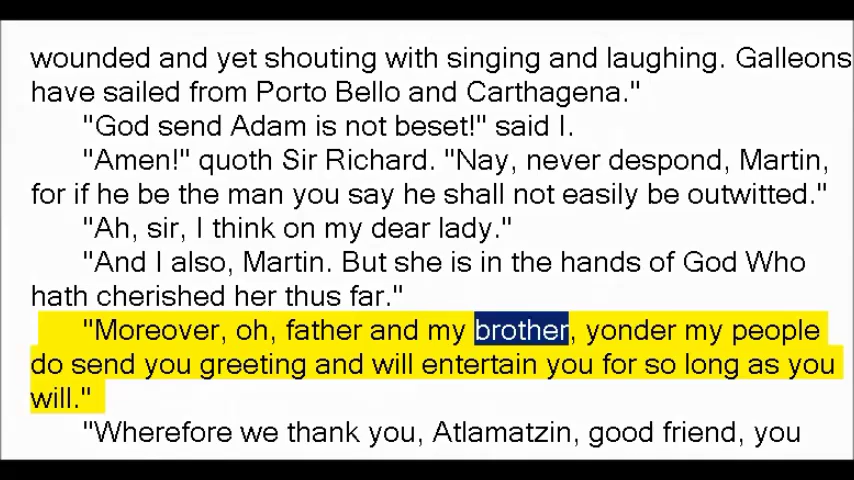 wounded and yet shouting with singing and laughing. Galleons
have sailed from Porto Bello and Carthagena."
"God send Adam is not beset!" said I.
"Amen!" quoth Sir Richard. "Nay, never despond, Martin,
for if he be the man you say he shall not easily be outwitted."
"Ah, sir, I think on my dear lady."
"And I also, Martin. But she is in the hands of God Who
hath cherished her thus far."
"Moreover, oh, father and my brother, yonder my people
do send you greeting and will entertain you for so long as you
will."
"Wherefore we thank you, Atlamatzin, good friend, you